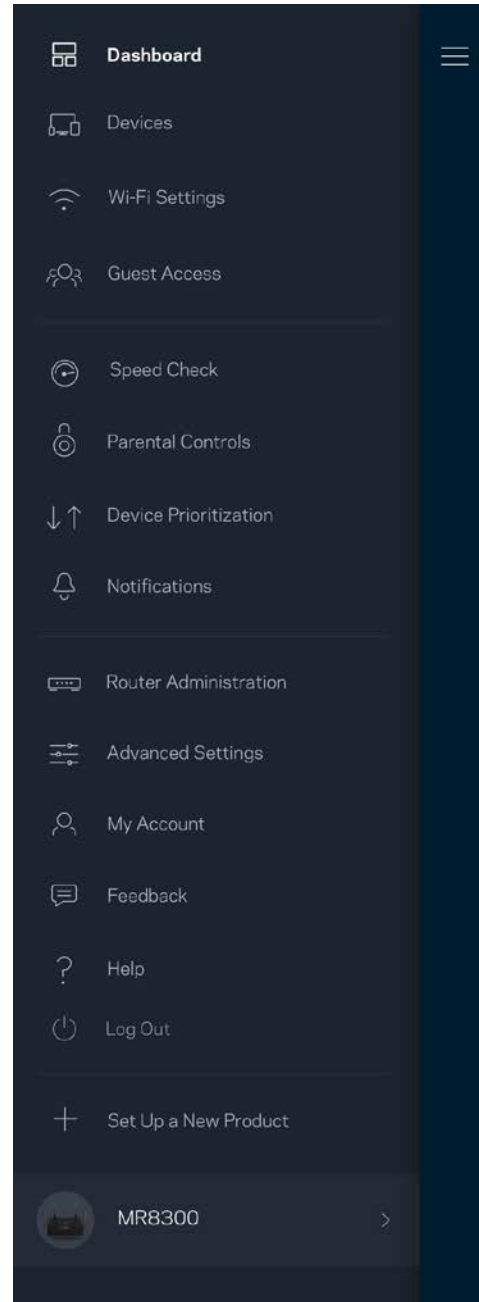 Dashboard
Devices
Wi-Fi Settings
Guest Access
Speed Check
Parental Controls
Device Prioritization
Notifications
Router Administration
Advanced Settings
My Account
Feedback
Help
Log Out
Set Up a New Product
MR8300